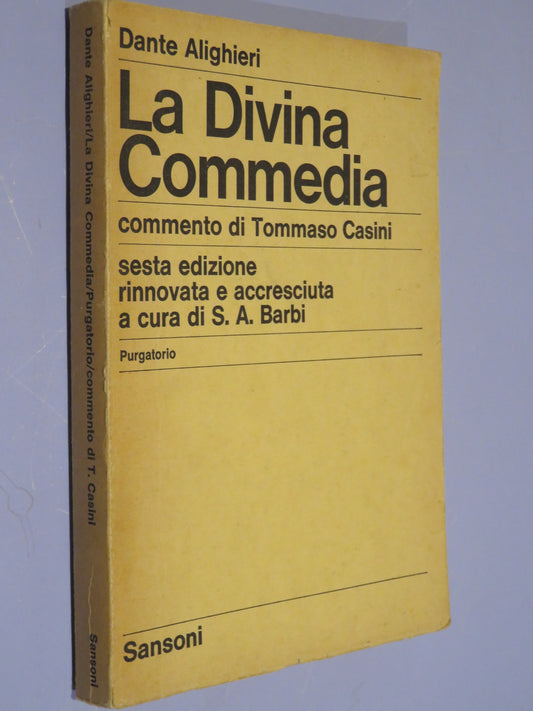 Dante Alighieri
La Divina
Commedia
commento di Tommaso Casini
sesta edizione
rinnovata e accresciuta
a cura di S. A. Barbi
Purgatorio
Sansoni
Dante Alighieri/La Divina Commedia/Purgatorio/commento di T. Casini
Sansoni